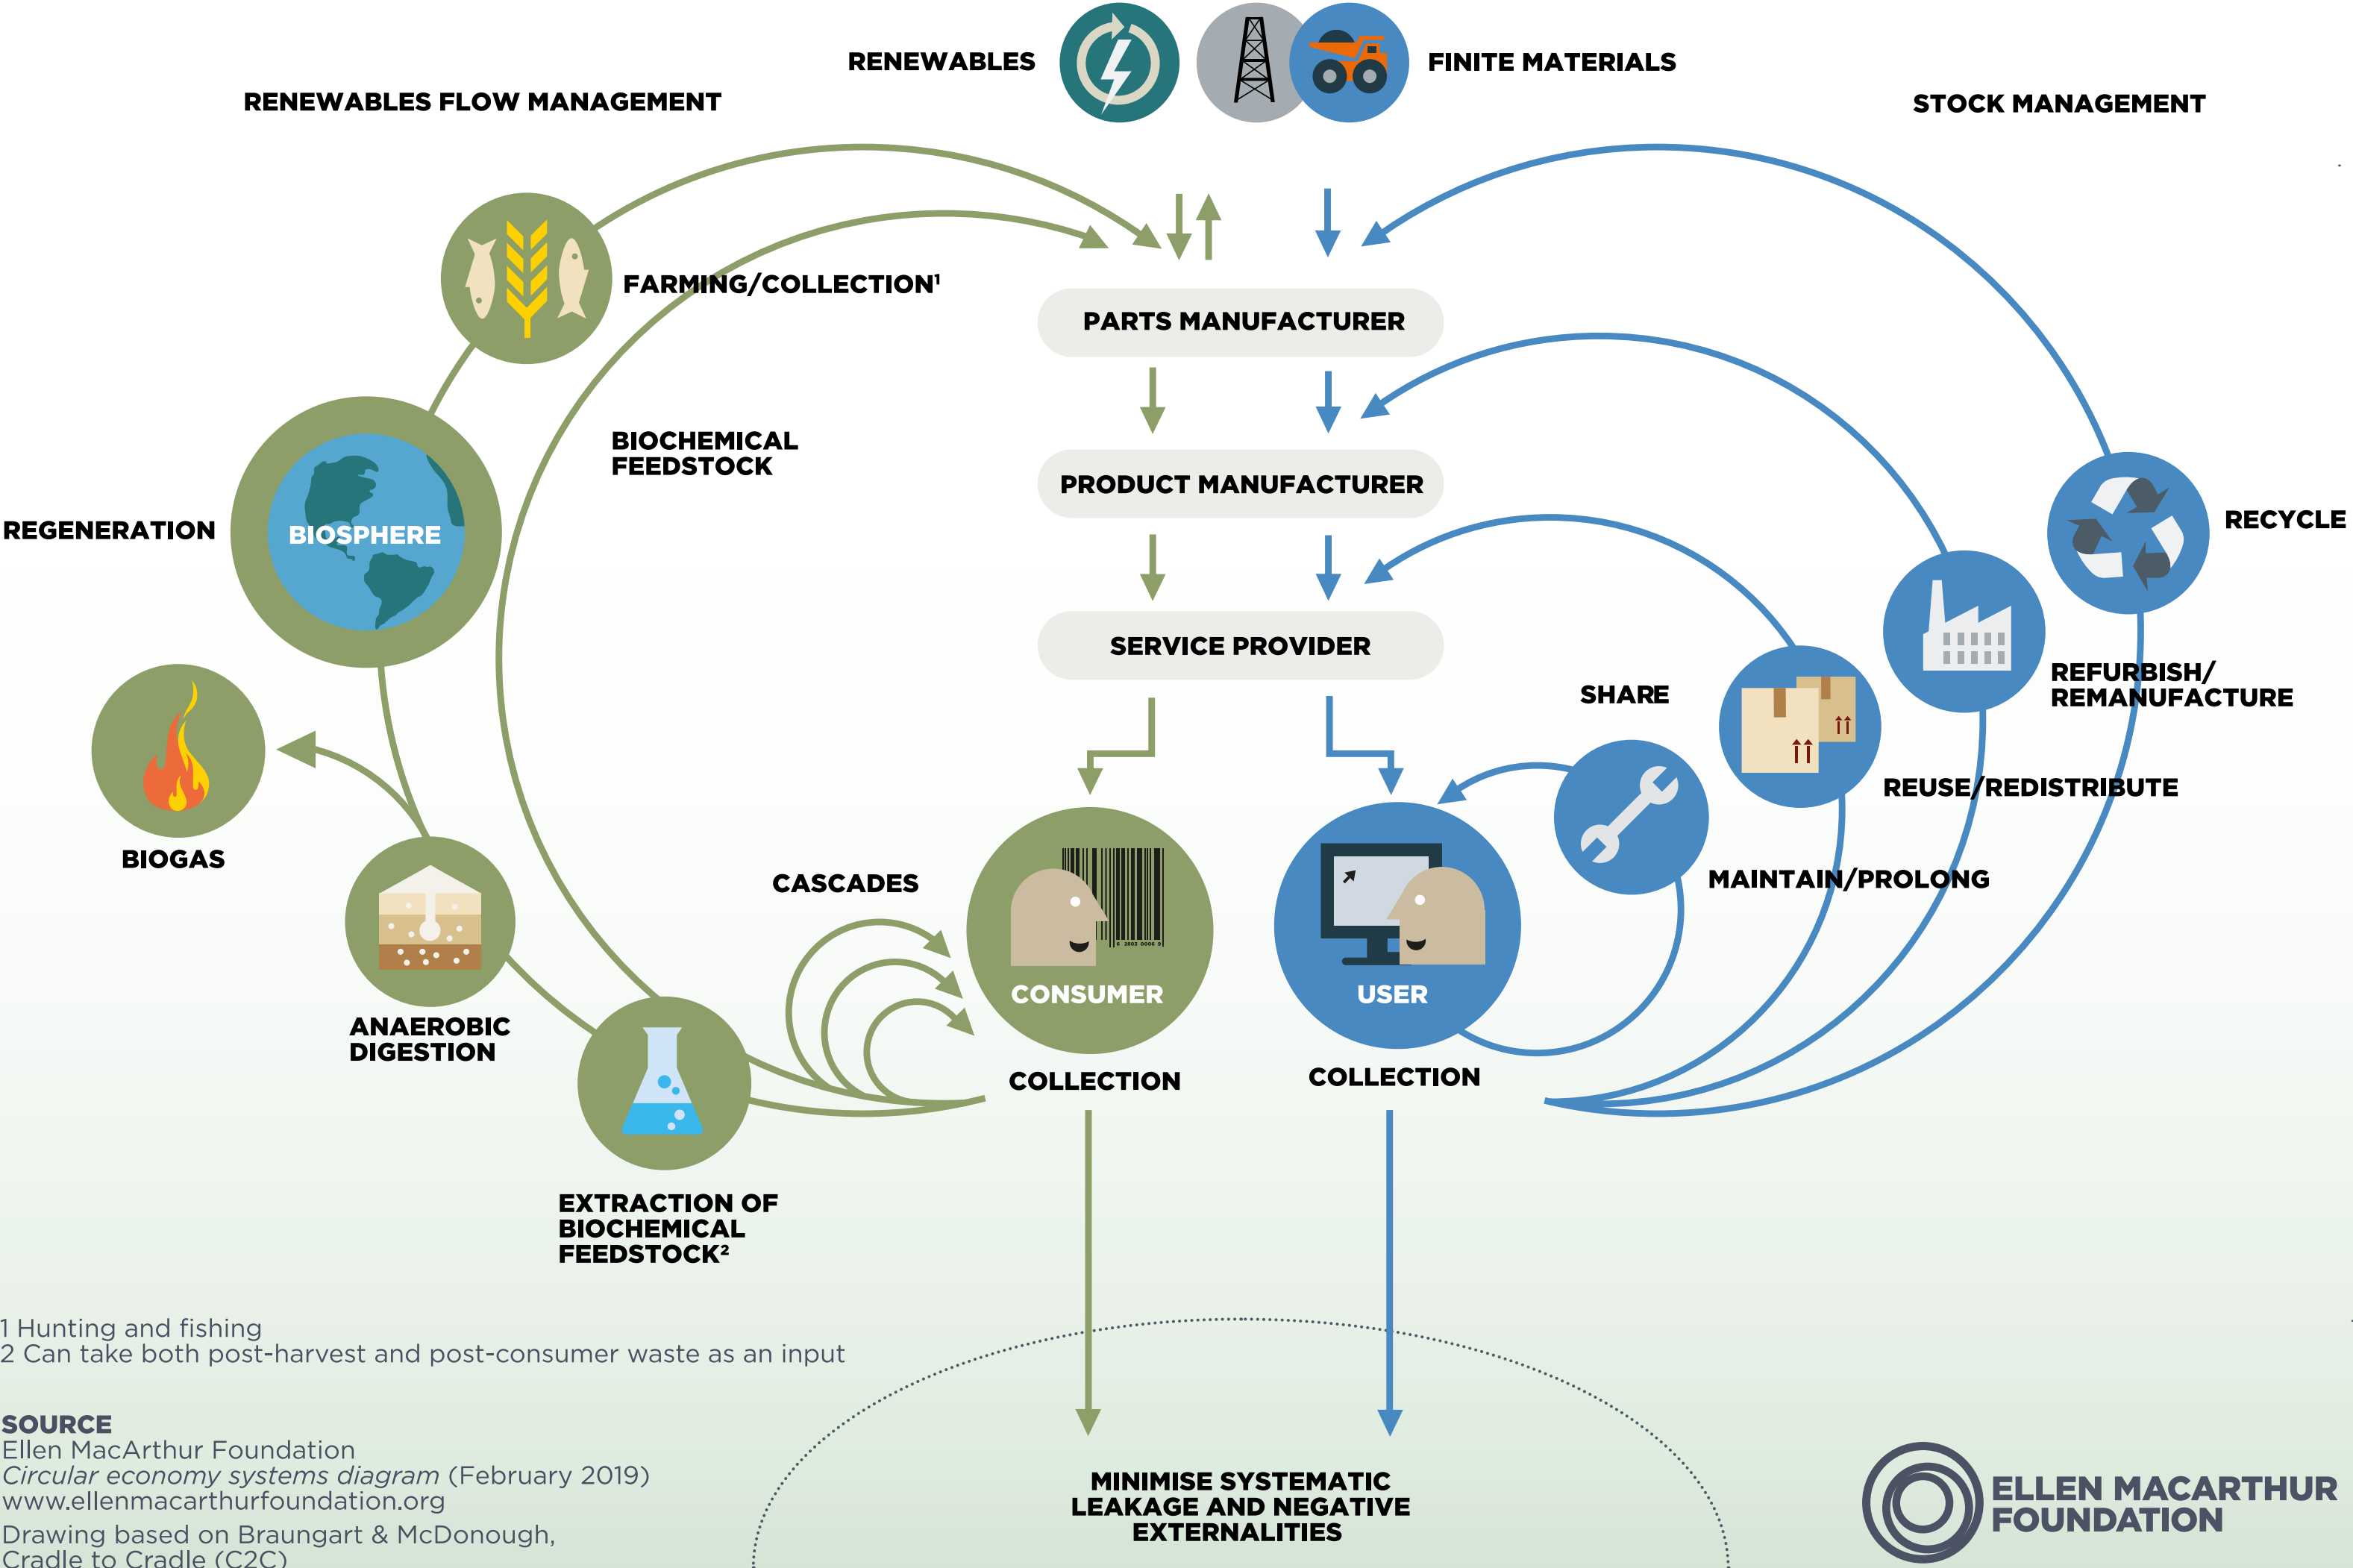 RENEWABLES
FINITE MATERIALS
RENEWABLES FLOW MANAGEMENT
STOCK MANAGEMENT
FARMING/COLLECTION¹
PARTS MANUFACTURER
BIOCHEMICAL
FEEDSTOCK
PRODUCT MANUFACTURER
REGENERATION
BIOSPHERE
RECYCLE
SERVICE PROVIDER
REFURBISH/
REMANUFACTURE
SHARE
REUSE/REDISTRIBUTE
BIOGAS
CASCADES
MAINTAIN/PROLONG
6 2803 0006 9
CONSUMER
USER
ANAEROBIC
DIGESTION
COLLECTION
COLLECTION
EXTRACTION OF
BIOCHEMICAL
FEEDSTOCK²
1 Hunting and fishing
2 Can take both post-harvest and post-consumer waste as an input
SOURCE
Ellen MacArthur Foundation
Circular economy systems diagram (February 2019)
www.ellenmacarthurfoundation.org
Drawing based on Braungart & McDonough,
Cradle to Cradle (C2C)
MINIMISE SYSTEMATIC
LEAKAGE AND NEGATIVE
EXTERNALITIES
ELLEN MACARTHUR
FOUNDATION